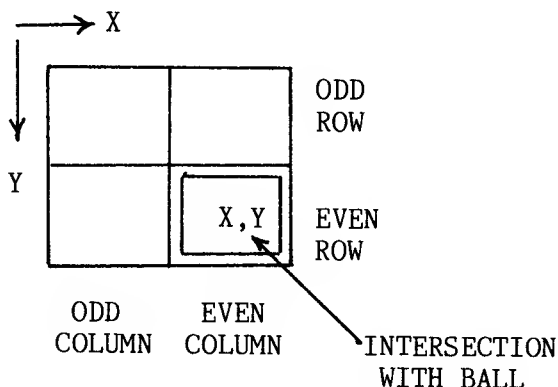 X
Y
ODD
ROW
X,Y
EVEN
ROW
ODD
COLUMN
EVEN
COLUMN
INTERSECTION
WITH BALL